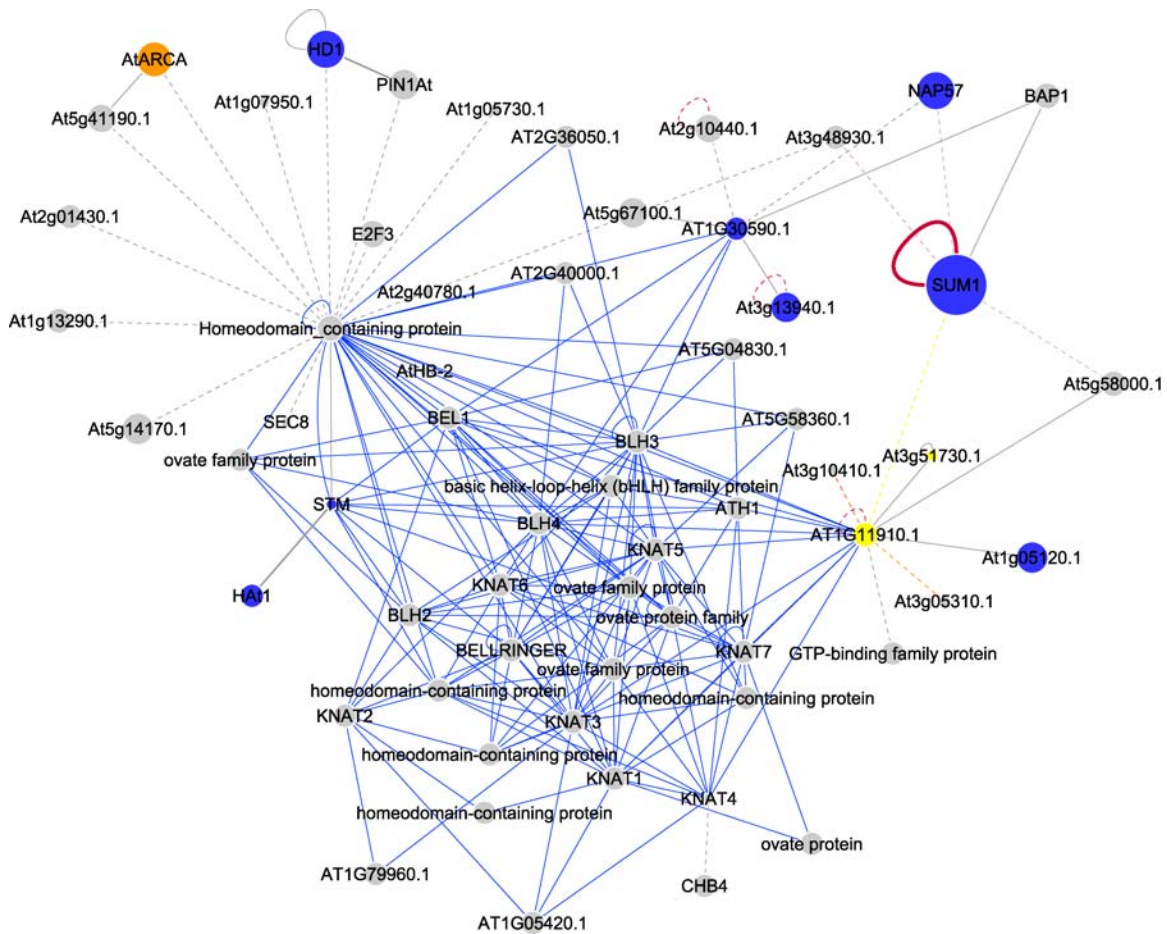 AtARCA
HD1
PIN1At
NAP57
BAP1
At5g41190.1
At1g07950.1
At1g05730.1
At2g10440.1
At3g48930.1
AT2G36050.1
At2g01430.1
E2F3
At5g67100.1
AT1G30590.1
AT2G40000.1
At2g40780.1
SUM1
At3g13940.1
At1g13290.1
Homeodomain_containing protein
AT5G04830.1
AtHB-2
At5g58000.1
At5g14170.1
SEC8
BEL1
AT5G58360.1
BLH3
ovate family protein
At3g51730.1
At3g10410.1
basic helix-loop-helix (bHLH) family protein
STM
ATH1
BLH4
AT1G11910.1
KNAT5
At1g05120.1
KNAT6
ovate family protein
HAt1
At3g05310.1
BLH2
ovate protein family
BELLRINGER
KNAT7
GTP-binding family protein
ovate family protein
homeodomain-containing protein
homeodomain-containing protein
KNAT2
KNAT3
homeodomain-containing protein
KNAT1
KNAT4
homeodomain-containing protein
ovate protein
AT1G79960.1
CHB4
AT1G05420.1